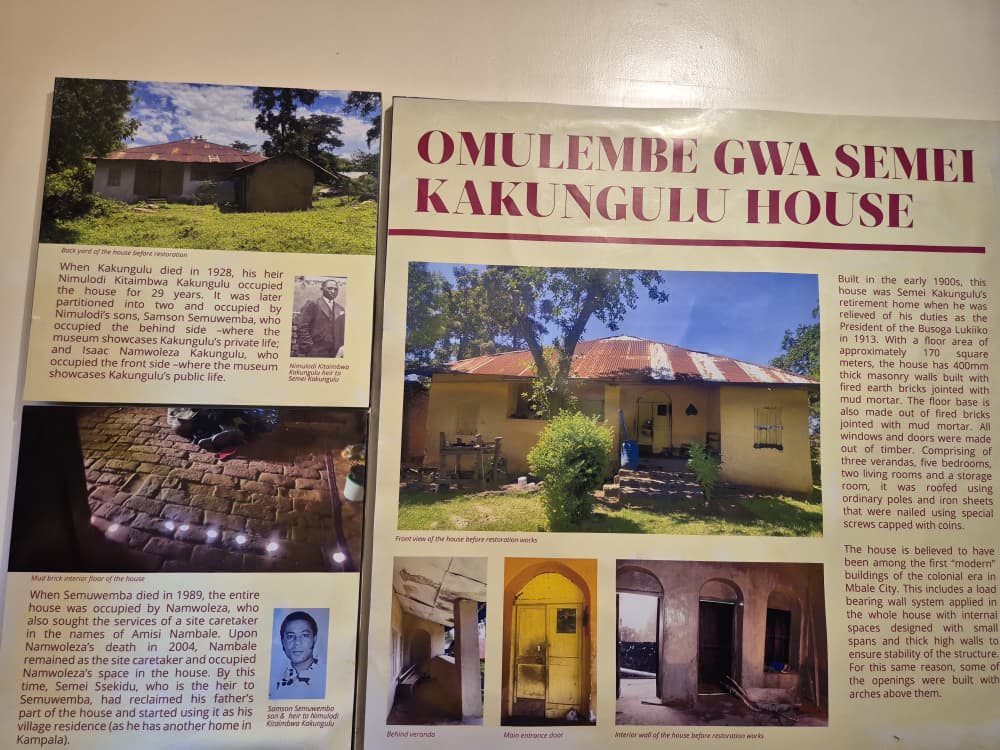 Back yard of the house before restoration
When Kakungulu died in 1928, his heir
Nimulodi Kitaimbwa Kakungulu occupied
the house for 29 years. It was later
partitioned into two and occupied by
Nimulodi's sons, Samson Semuwemba, who
occupied the behind side –where the
museum showcases Kakungulu's private life;
and Isaac Namwoleza Kakungulu, who
occupied the front side –where the museum
showcases Kakungulu's public life.
Nimulodi Kitaimbwa
Kakungulu heir to
Semei Kakungulu
Mud brick interior floor of the house
When Semuwemba died in 1989, the entire
house was occupied by Namwoleza, who
also sought the services of a site caretaker
in the names of Amisi Nambale. Upon
Namwoleza's death in 2004, Nambale
remained as the site caretaker and occupied
Namwoleza's space in the house. By this
time, Semei Ssekidu, who is the heir to
Semuwemba, had reclaimed his father's
part of the house and started using it as his
village residence (as he has another home in
Kampala).
Samson Semuwemba
son & heir to Nimulodi
Kitaimbwa Kakungulu
OMULEMBE GWA SEMEI
KAKUNGULU HOUSE
Front view of the house before restoration works
Behind veranda
Main entrance door
Interior wall of the house before restoration works
Built in the early 1900s, this
house was Semei Kakungulu's
retirement home when he was
relieved of his duties as the
President of the Busoga Lukiiko
in 1913. With a floor area of
approximately 170 square
meters, the house has 400mm
thick masonry walls built with
fired earth bricks jointed with
mud mortar. The floor base is
also made out of fired bricks
jointed with mud mortar. All
windows and doors were made
out of timber. Comprising of
three verandas, five bedrooms,
two living rooms and a storage
room, it was roofed using
ordinary poles and iron sheets
that were nailed using special
screws capped with coins.
The house is believed to have
been among the first "modern"
buildings of the colonial era in
Mbale City. This includes a load
bearing wall system applied in
the whole house with internal
spaces designed with small
spans and thick high walls to
ensure stability of the structure.
For this same reason, some of
the openings were built with
arches above them.